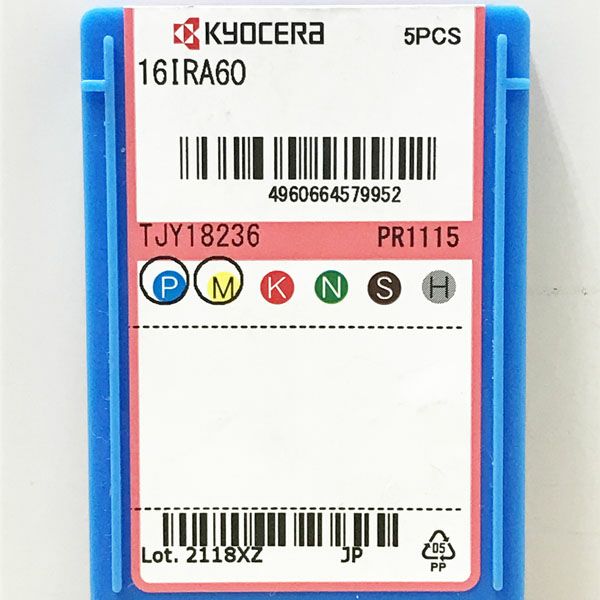 KYOCERA 5PCS
16IRA60
4960664579952
TJY18236 PR1115
P M K N S H
Lot. 2118XZ JP
05
PP